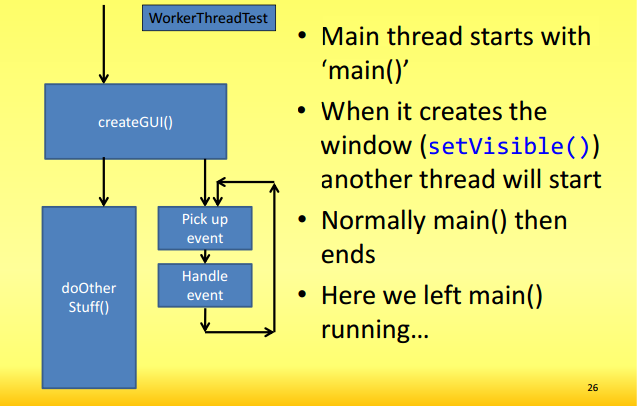 WorkerThreadTest
createGUI()
Pick up
event
Handle
event
doOther
Stuff()
• Main thread starts with
‘main()’
• When it creates the
window (setVisible())
another thread will start
• Normally main() then
ends
• Here we left main()
running…
26